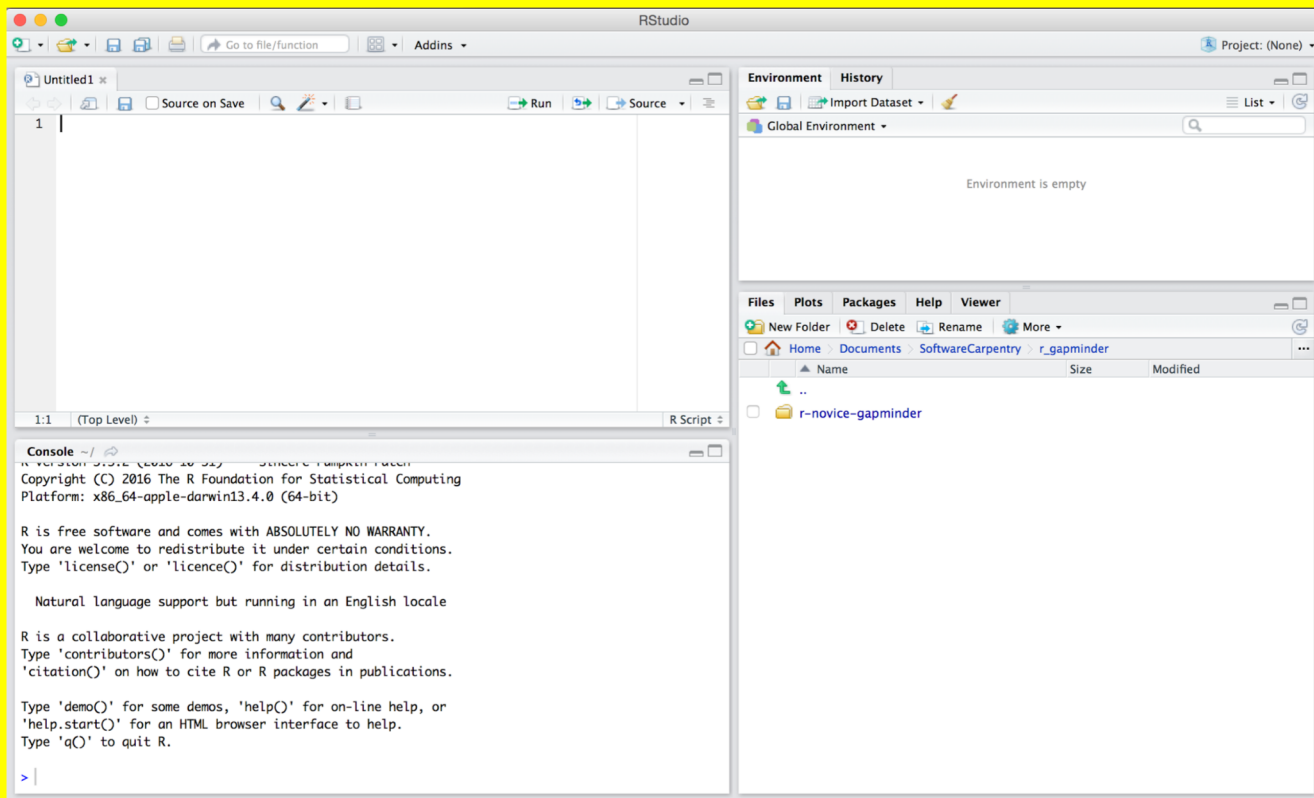 RStudio
Go to file/function
Addins
Project: (None)
Untitled1
Source on Save
Run
Source
1
1:1 (Top Level)
R Script
Console ~/
Copyright (C) 2016 The R Foundation for Statistical Computing
Platform: x86_64-apple-darwin13.4.0 (64-bit)
R is free software and comes with ABSOLUTELY NO WARRANTY.
You are welcome to redistribute it under certain conditions.
Type 'license()' or 'licence()' for distribution details.
Natural language support but running in an English locale
R is a collaborative project with many contributors.
Type 'contributors()' for more information and
'citation()' on how to cite R or R packages in publications.
Type 'demo()' for some demos, 'help()' for on-line help, or
'help.start()' for an HTML browser interface to help.
Type 'q()' to quit R.
>
Environment History
Import Dataset
List
Global Environment
Environment is empty
Files Plots Packages Help Viewer
New Folder Delete Rename More
Home Documents SoftwareCarpentry r_gapminder
...
Name Size Modified
..
r-novice-gapminder